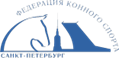 ФЕДЕРАЦИЯ КОННОГО СПОРТА
САНКТ-ПЕТЕРБУРГ